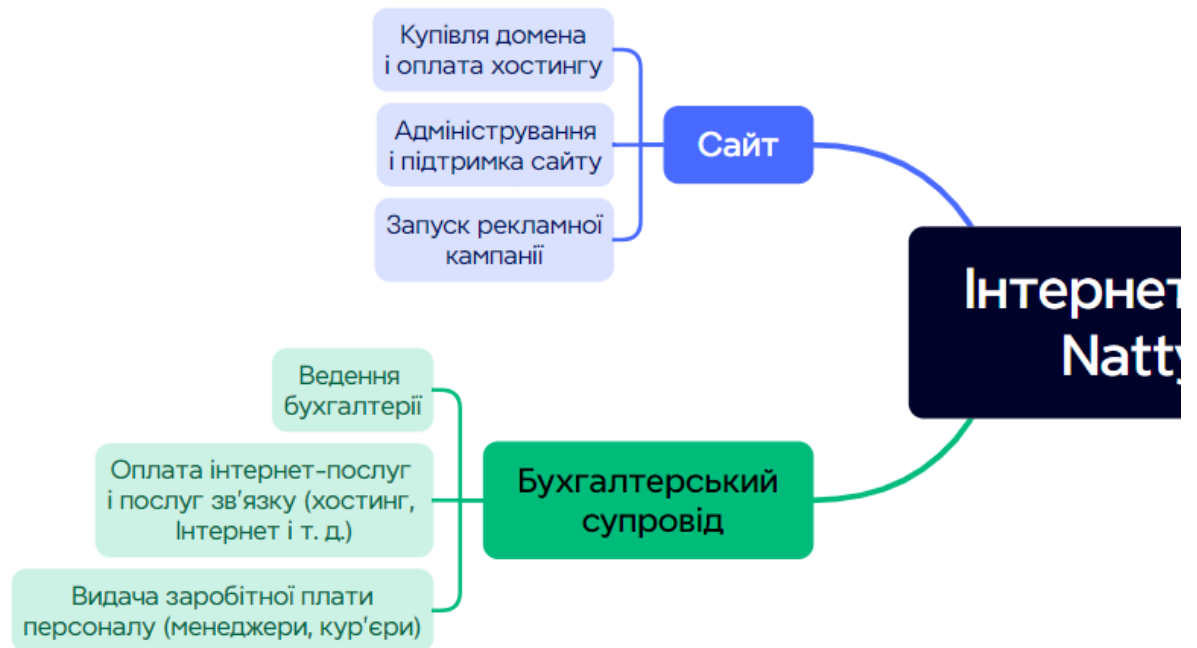 Купівля домена
і оплата хостингу
Адміністрування
і підтримка сайту
Запуск рекламної
кампанії
Сайт
Інтернет
Natty
Ведення
бухгалтерії
Оплата інтернет-послуг
і послуг зв'язку (хостинг,
Інтернет і т. д.)
Видача заробітної плати
персоналу (менеджери, кур'єри)
Бухгалтерський
супровід